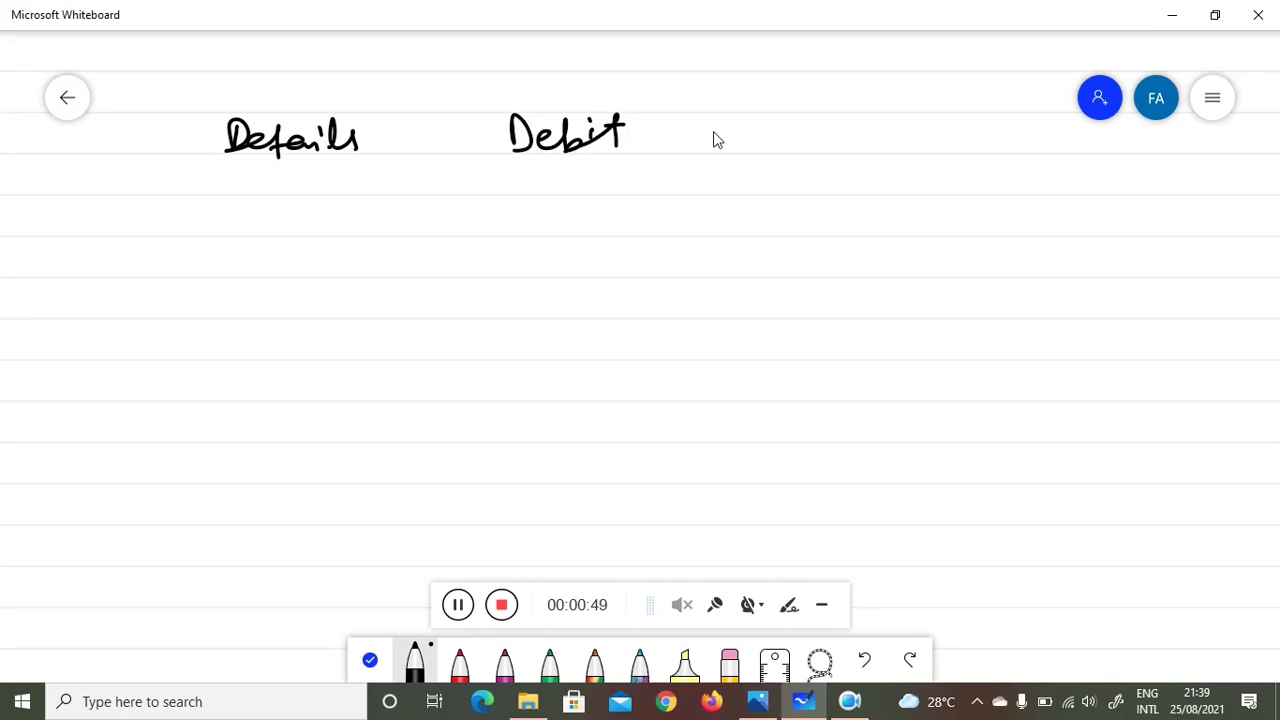 Microsoft Whiteboard
FA
Details Debit
00:00:49
Type here to search
28°C
ENG
INTL
21:39
25/08/2021